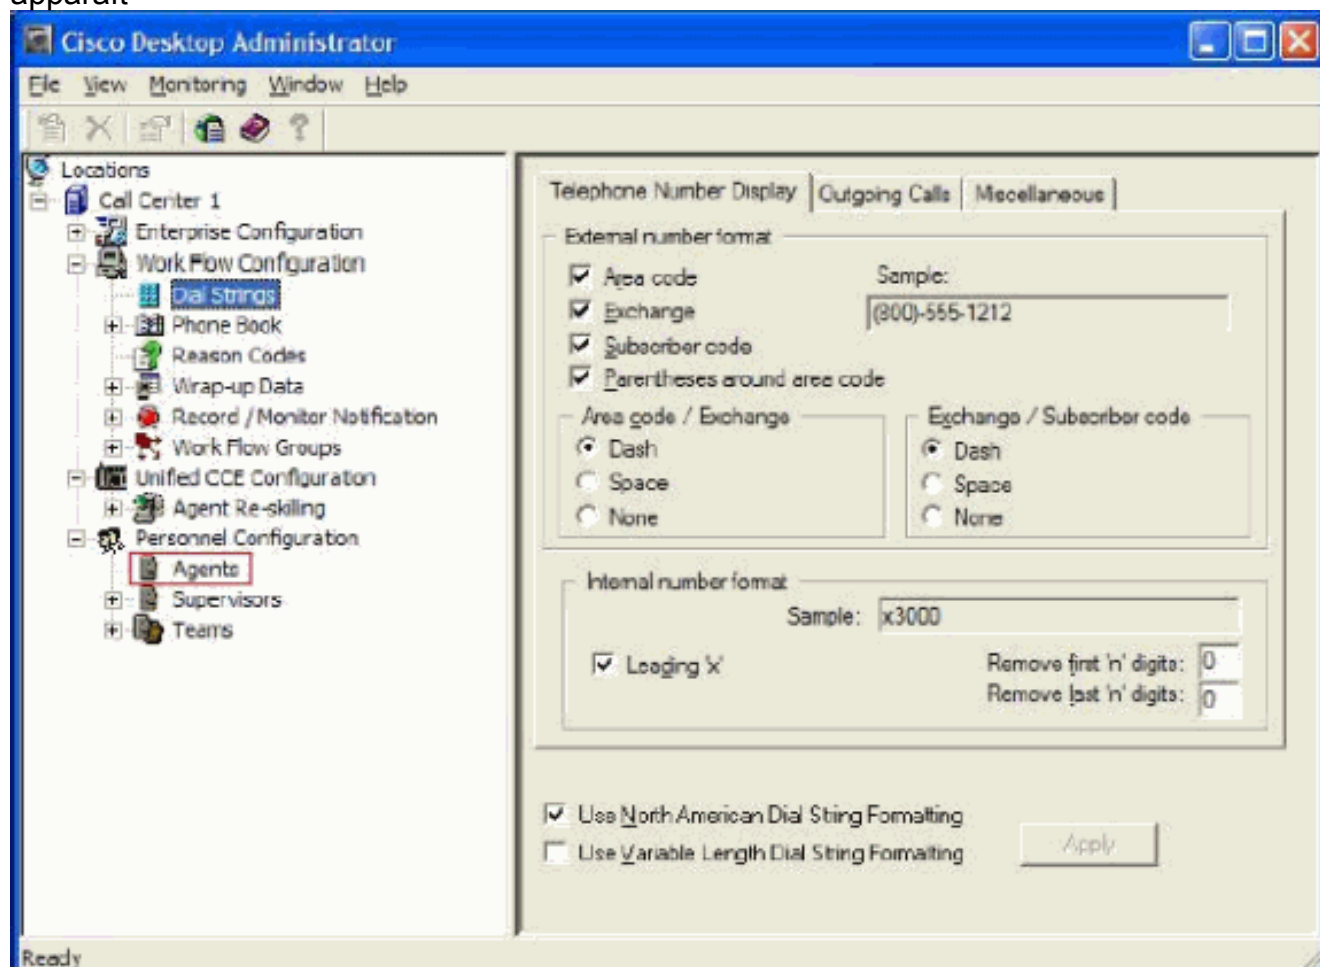 apparaît
Cisco Desktop Administrator
File View Monitoring Window Help
Locations
Call Center 1
Enterprise Configuration
Work Flow Configuration
Dial Strings
Phone Book
Reason Codes
Wrap-up Data
Record / Monitor Notification
Work Flow Groups
Unified CCE Configuration
Agent Re-skilling
Personnel Configuration
Agents
Supervisors
Teams
Telephone Number Display Outgoing Calls Miscellaneous
External number format
Area code
Sample:
Exchange
(800)-555-1212
Subscriber code
Parentheses around area code
Area code / Exchange
Dash
Space
None
Exchange / Subscriber code
Dash
Space
None
Internal number format
Sample: x3000
Leading 'x'
Remove first 'n' digits: 0
Remove last 'n' digits: 0
Use North American Dial String Formatting
Use Variable Length Dial String Formatting
Apply
Ready